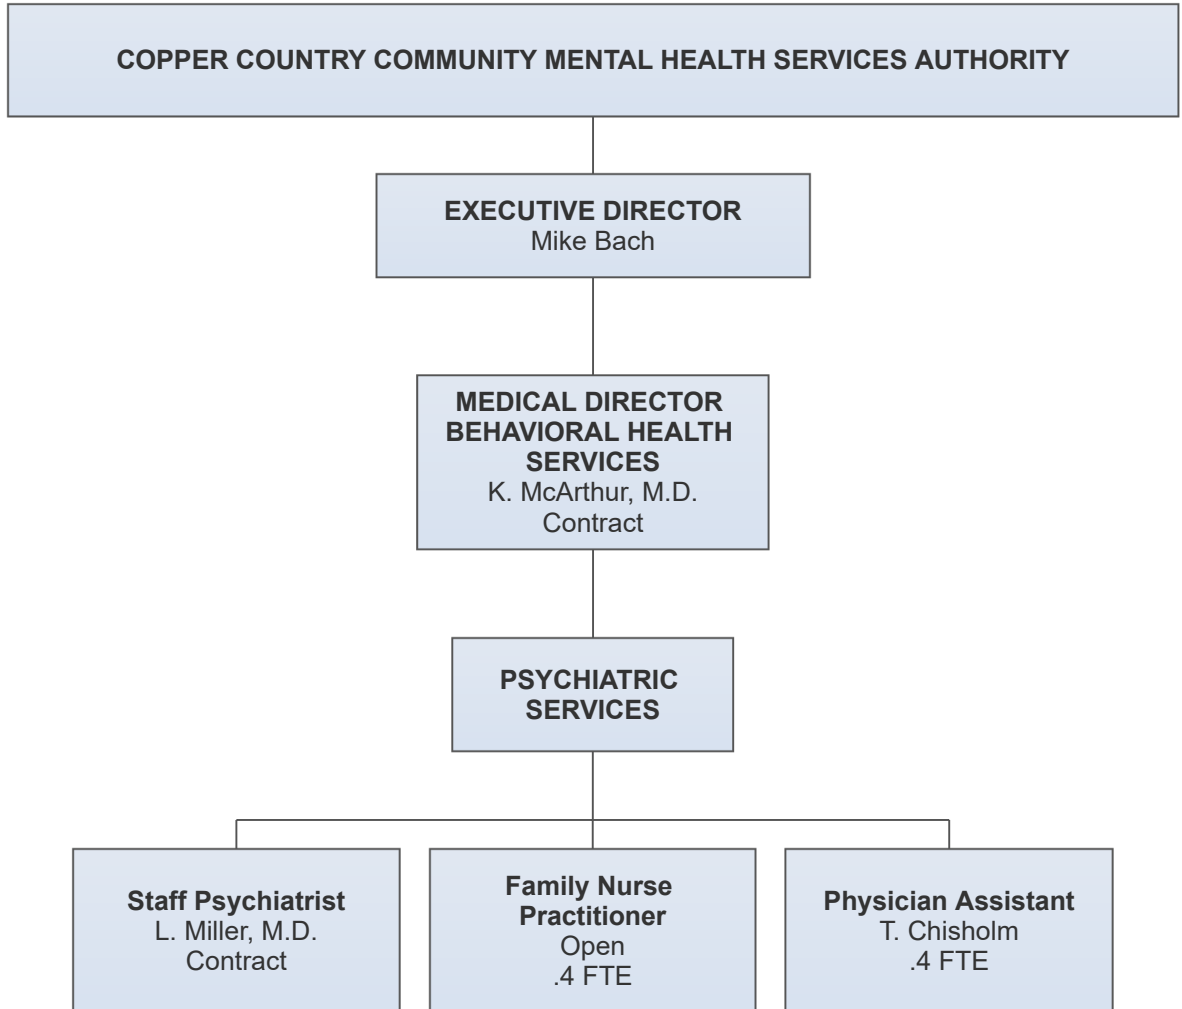 COPPER COUNTRY COMMUNITY MENTAL HEALTH SERVICES AUTHORITY
EXECUTIVE DIRECTOR
Mike Bach
MEDICAL DIRECTOR
BEHAVIORAL HEALTH
SERVICES
K. McArthur, M.D.
Contract
PSYCHIATRIC
SERVICES
Staff Psychiatrist
L. Miller, M.D.
Contract
Family Nurse
Practitioner
Open
.4 FTE
Physician Assistant
T. Chisholm
.4 FTE